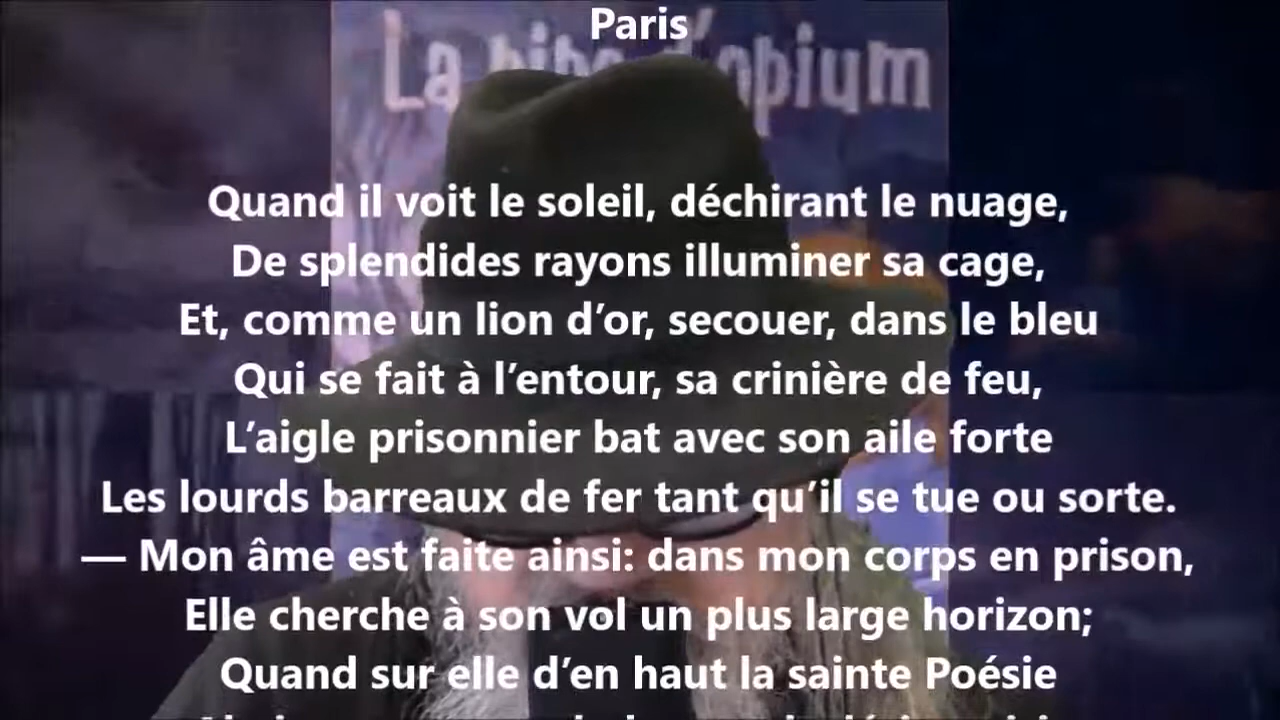 Paris
La d'opium
Quand il voit le soleil, déchirant le nuage,
De splendides rayons illuminer sa cage,
Et, comme un lion d’or, secouer, dans le bleu
Qui se fait à l’entour, sa crinière de feu,
L’aigle prisonnier bat avec son aile forte
Les lourds barreaux de fer tant qu’il se tue ou sorte.
— Mon âme est faite ainsi: dans mon corps en prison,
Elle cherche à son vol un plus large horizon;
Quand sur elle d’en haut la sainte Poésie